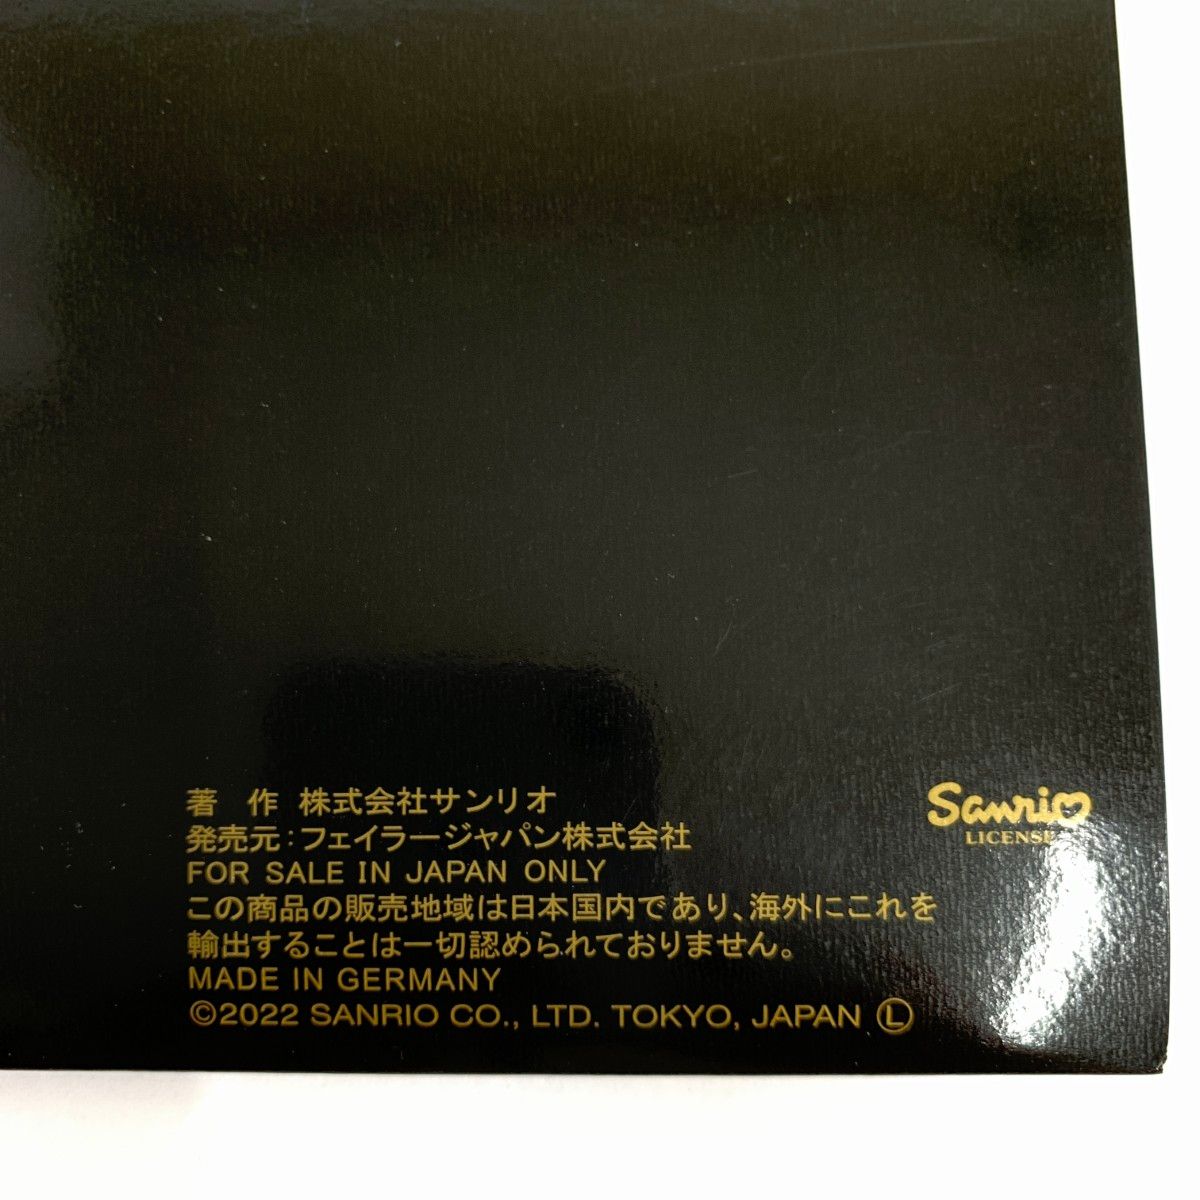 著 作 株式会社サンリオ
発売元:フェイラージャパン株式会社
FOR SALE IN JAPAN ONLY
この商品の販売地域は日本国内であり、海外にこれを
輸出することは一切認められておりません。
MADE IN GERMANY
©2022 SANRIO CO., LTD. TOKYO, JAPAN Ⓛ
Sanrio
LICENSE